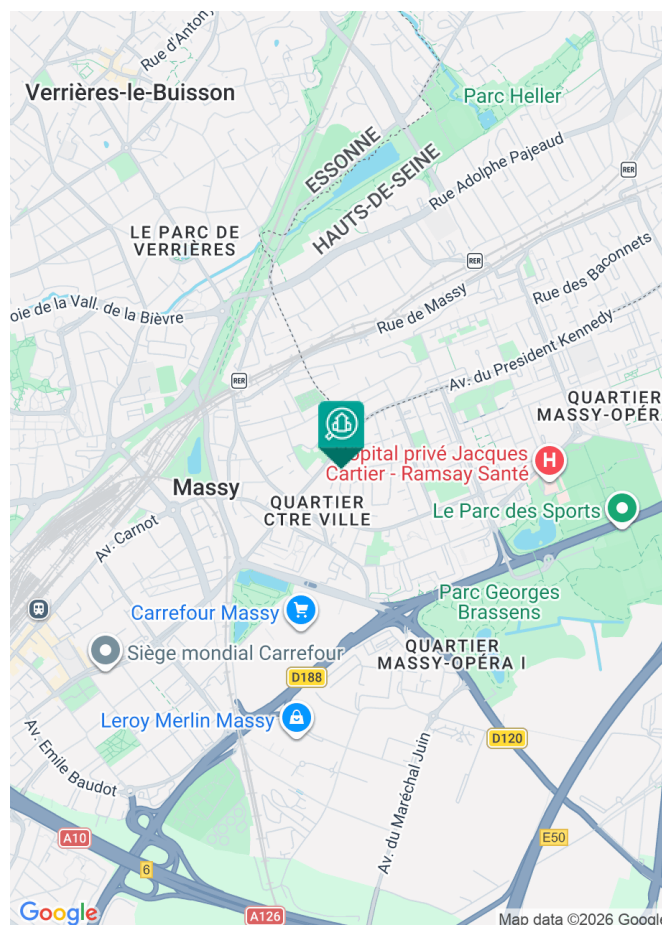 Rue d'Antony
Verrières-le-Buisson
Parc Heller
ESSONNE
HAUTS-DE-SEINE
Rue Adolphe Pajeaud
RER
LE PARC DE
VERRIÈRES
RER
Rue des Baconnets
oie de la Vall. de la Bièvre
Rue de Massy
Av. du President Kennedy
RER
QUARTIER
MASSY-OPÉR
pital privé Jacques
Cartier - Ramsay Santé
H
Massy
QUARTIER
CTRE VILLE
Le Parc des Sports
Av. Carnot
Parc Georges
Brassens
Carrefour Massy
Siège mondial Carrefour
QUARTIER
MASSY-OPÉRA I
D188
Leroy Merlin Massy
D120
Av. Emile Baudot
Av. du Maréchal Juin
A10
E50
6
Google
A126
Map data ©2026 Google